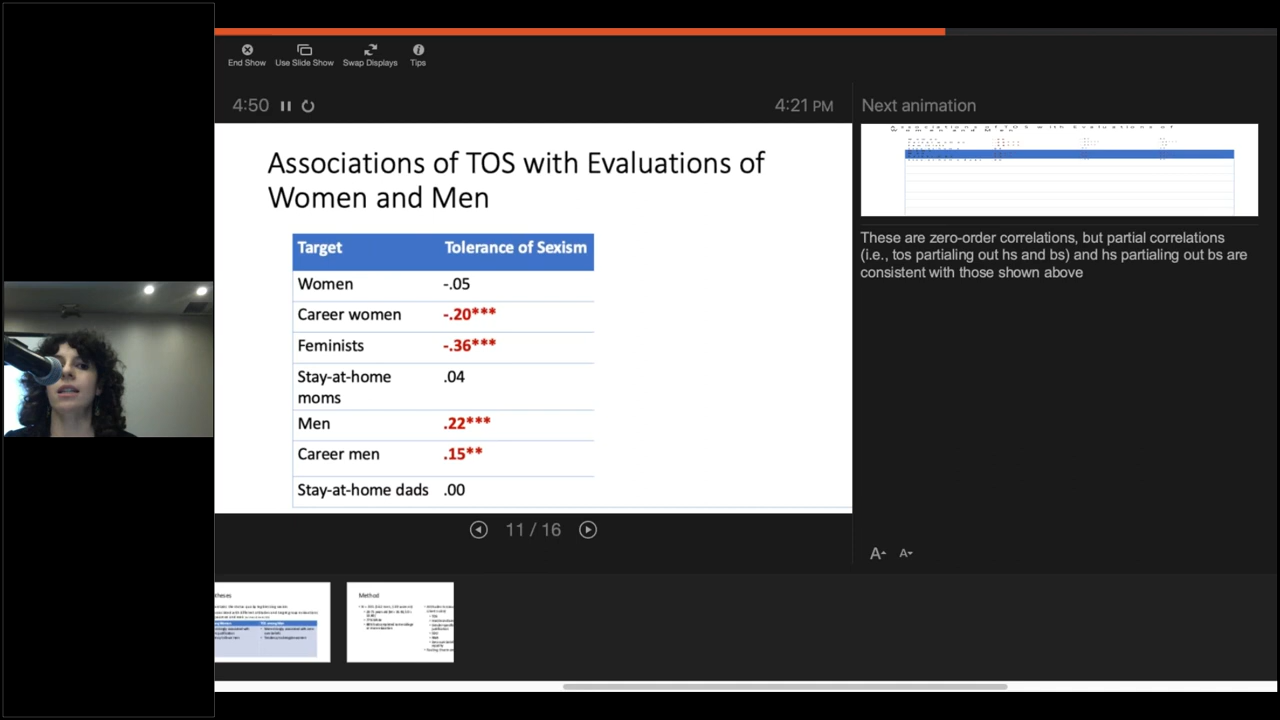 End Show
Use Slide Show
Swap Displays
Tips
4:50
4:21 PM
Next animation
Associations of TOS with Evaluations of
Women and Men
Target Tolerance of Sexism
Women -.05
Career women -.20***
Feminists -.36***
Stay-at-home
moms .04
Men .22***
Career men .15**
Stay-at-home dads .00
These are zero-order correlations, but partial correlations
(i.e., tos partialing out hs and bs) and hs partialing out bs are
consistent with those shown above
11 / 16
A A
Method